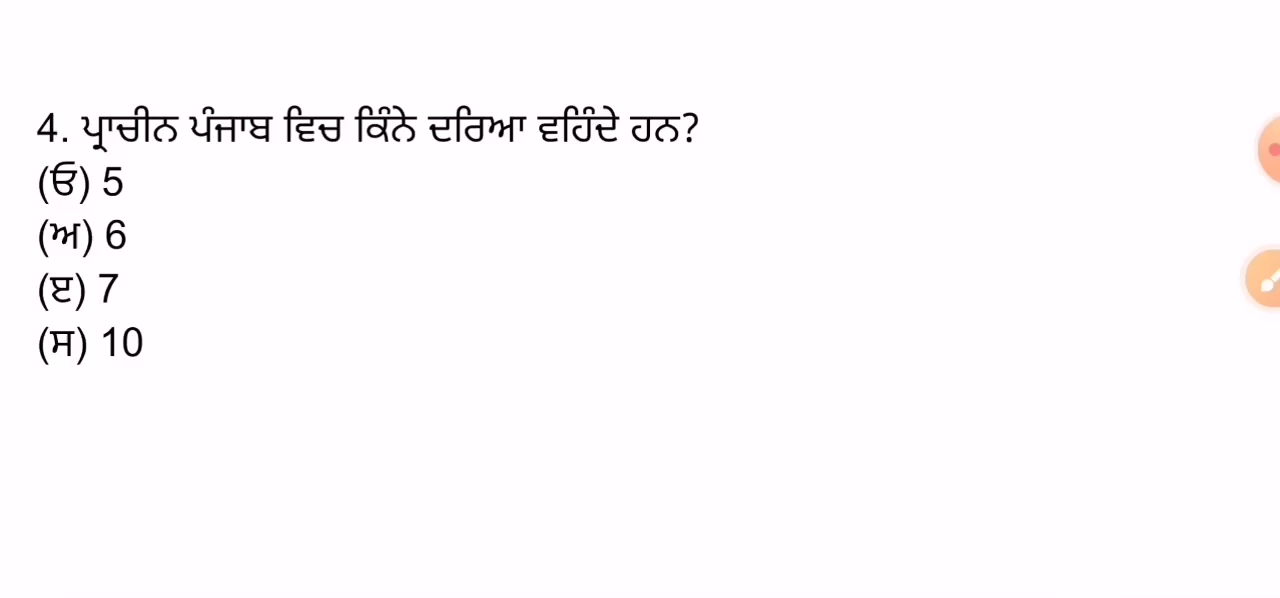 4. ਪ੍ਰਾਚੀਨ ਪੰਜਾਬ ਵਿਚ ਕਿੰਨੇ ਦਰਿਆ ਵਹਿੰਦੇ ਹਨ?
(ਓ) 5
(ਅ) 6
(ੲ) 7
(ਸ) 10